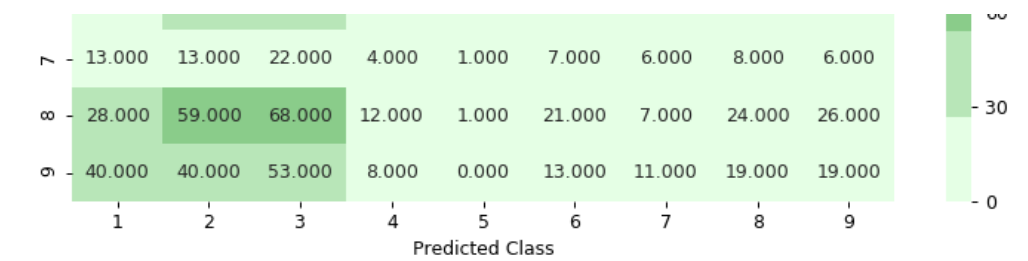 60
7 13.000 13.000 22.000 4.000 1.000 7.000 6.000 8.000 6.000
8 28.000 59.000 68.000 12.000 1.000 21.000 7.000 24.000 26.000
30
9 40.000 40.000 53.000 8.000 0.000 13.000 11.000 19.000 19.000
0
1 2 3 4 5 6 7 8 9
Predicted Class